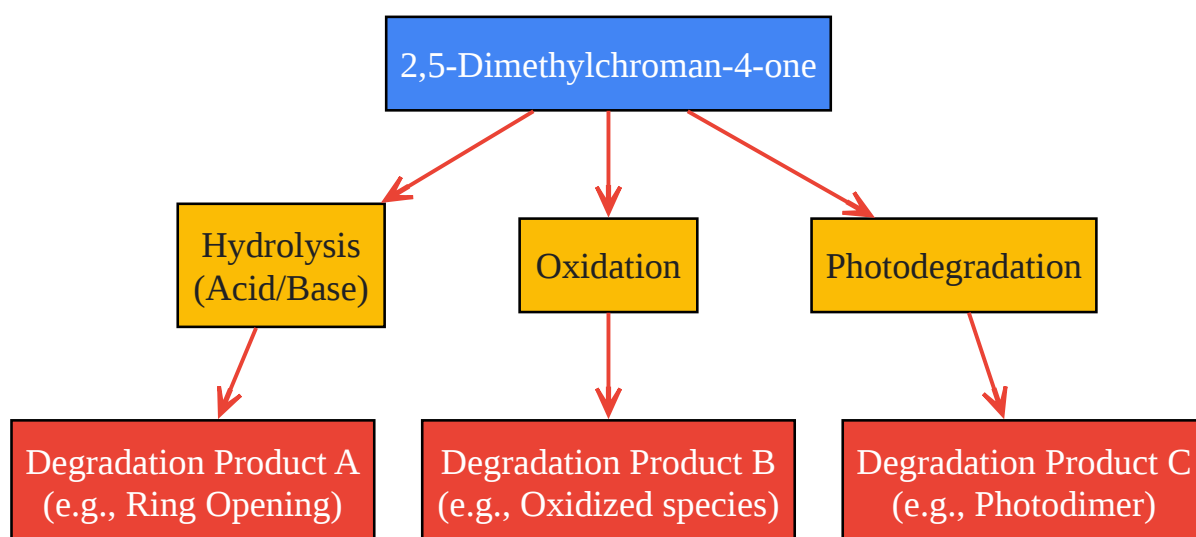 2,5-Dimethylchroman-4-one
Hydrolysis
(Acid/Base)
Oxidation
Photodegradation
Degradation Product A
(e.g., Ring Opening)
Degradation Product B
(e.g., Oxidized species)
Degradation Product C
(e.g., Photodimer)